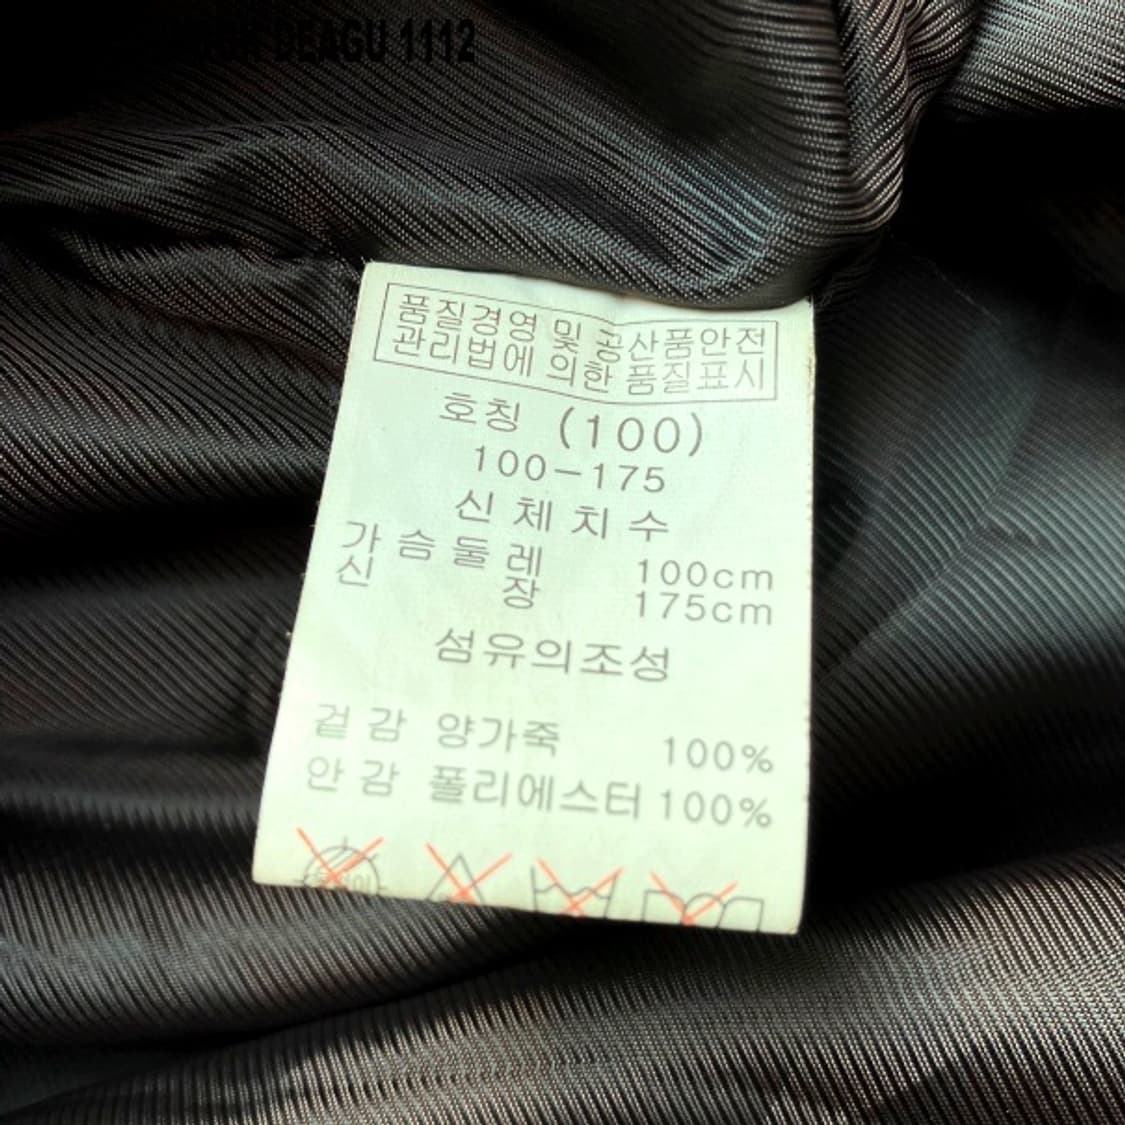 DEAGU 1112
품질경영 및 공산품안전
관리법에 의한 품질표시
호칭 (100)
100-175
신체치수
가슴둘레 100cm
신장 175cm
섬유의조성
겉감 양가죽 100%
안감 폴리에스터 100%